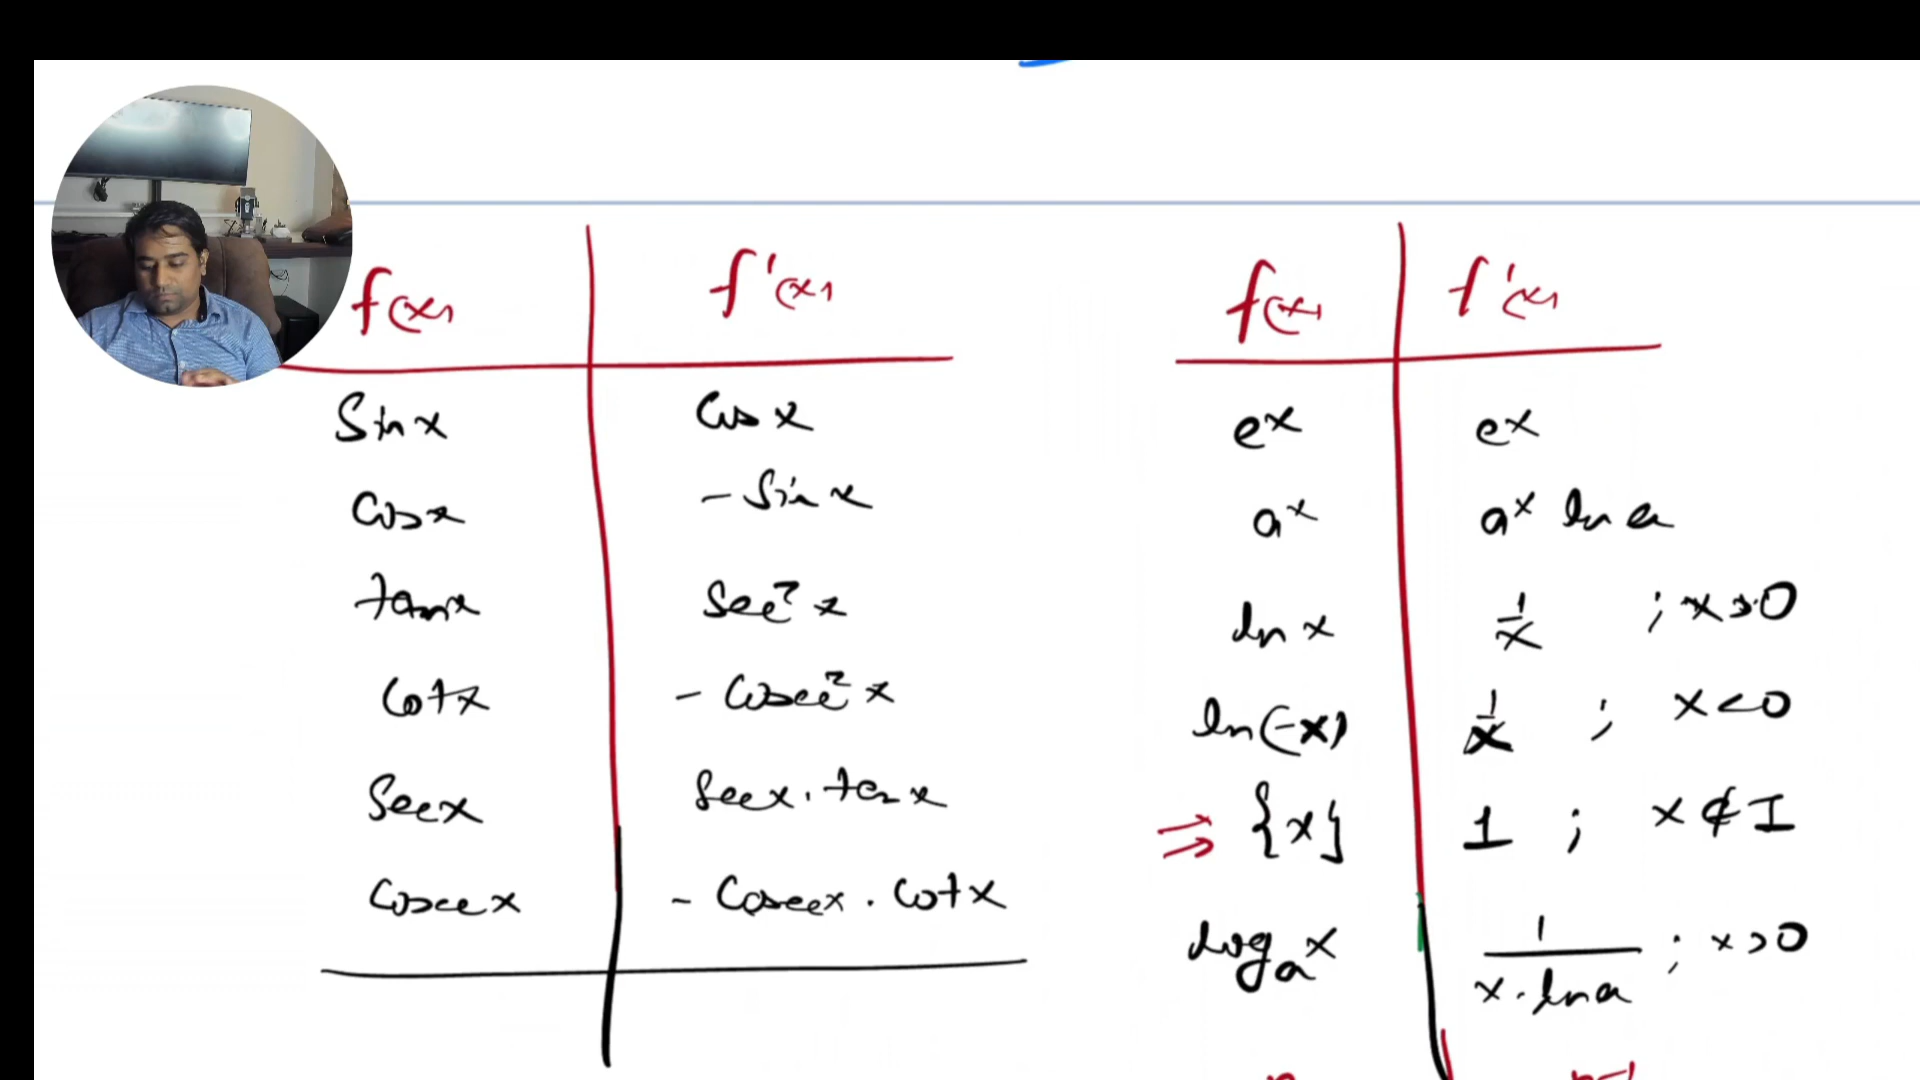 f(x) f'(x)
Sin x Cos x
Cos x - Sin x
tan x Sec² x
Cot x - Cosec² x
Sec x Sec x . tan x
Cosec x - Cosec x . Cot x
f(x) f'(x)
eˣ eˣ
aˣ aˣ ln a
ln x 1/x ; x > 0
ln(-x) 1/x ; x < 0
⇒ {x} 1 ; x ∉ I
logₐ x 1/(x . ln a) ; x > 0